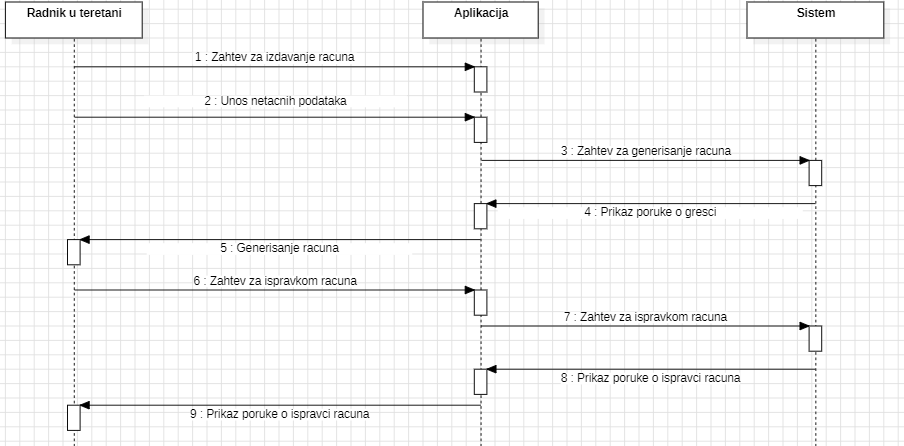 Radnik u teretani
Aplikacija
Sistem
1 : Zahtev za izdavanje racuna
2 : Unos netacnih podataka
3 : Zahtev za generisanje racuna
4 : Prikaz poruke o gresci
5 : Generisanje racuna
6 : Zahtev za ispravkom racuna
7 : Zahtev za ispravkom racuna
8 : Prikaz poruke o ispravci racuna
9 : Prikaz poruke o ispravci racuna